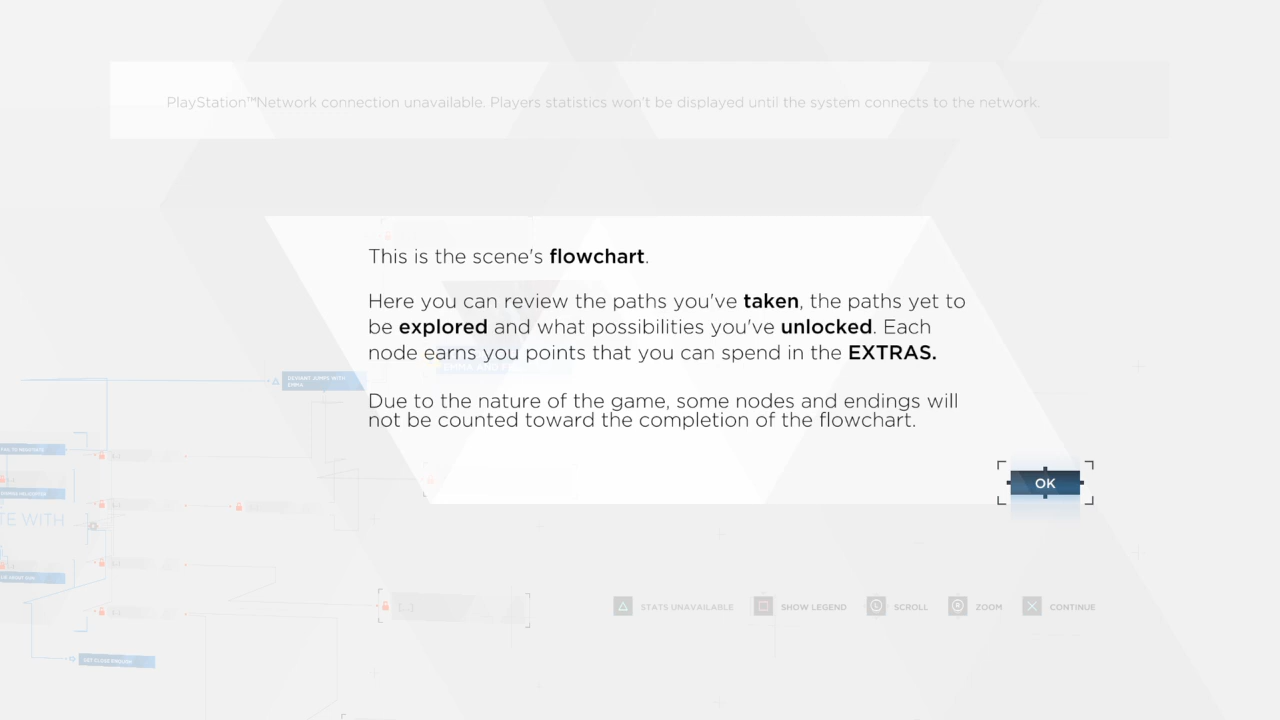 PlayStation™Network connection unavailable. Players statistics won't be displayed until the system connects to the network.
This is the scene's flowchart.
Here you can review the paths you've taken, the paths yet to
be explored and what possibilities you've unlocked. Each
node earns you points that you can spend in the EXTRAS.
DEVIANT JUMPS WITH
EMMA
Due to the nature of the game, some nodes and endings will
not be counted toward the completion of the flowchart.
OK
TE WITH
STATS UNAVAILABLE
SHOW LEGEND
SCROLL
ZOOM
CONTINUE